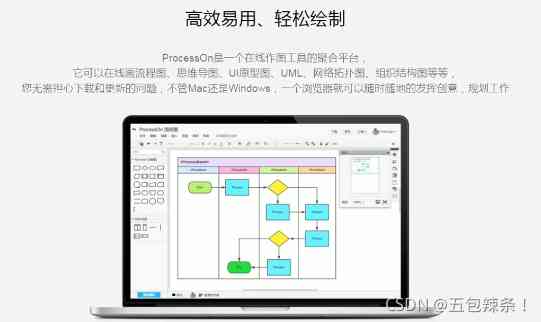 高效易用、轻松绘制
ProcessOn是一个在线作图工具的聚合平台，
它可以在线画流程图、思维导图、UI原型图、UML、网络拓扑图、组织结构图等等，
您无需担心下载和更新的问题，不管Mac还是Windows，一个浏览器就可以随时随地的发挥创意，规划工作
ProcessOn
CSDN @五包辣条！